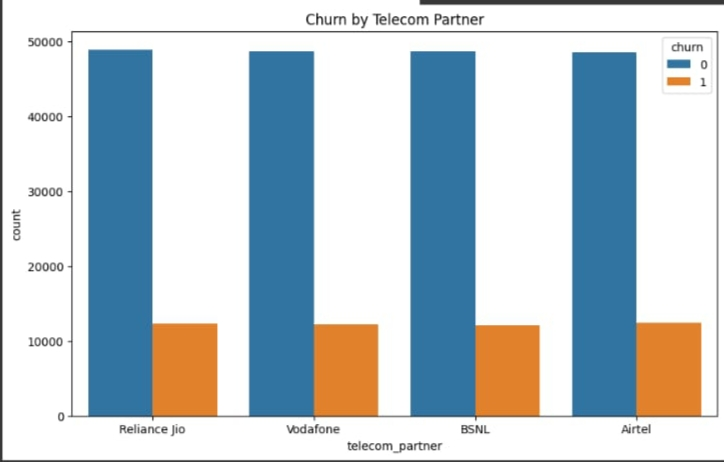 Churn by Telecom Partner
churn
0
1
50000
40000
30000
20000
10000
0
count
Reliance Jio
Vodafone
BSNL
Airtel
telecom_partner